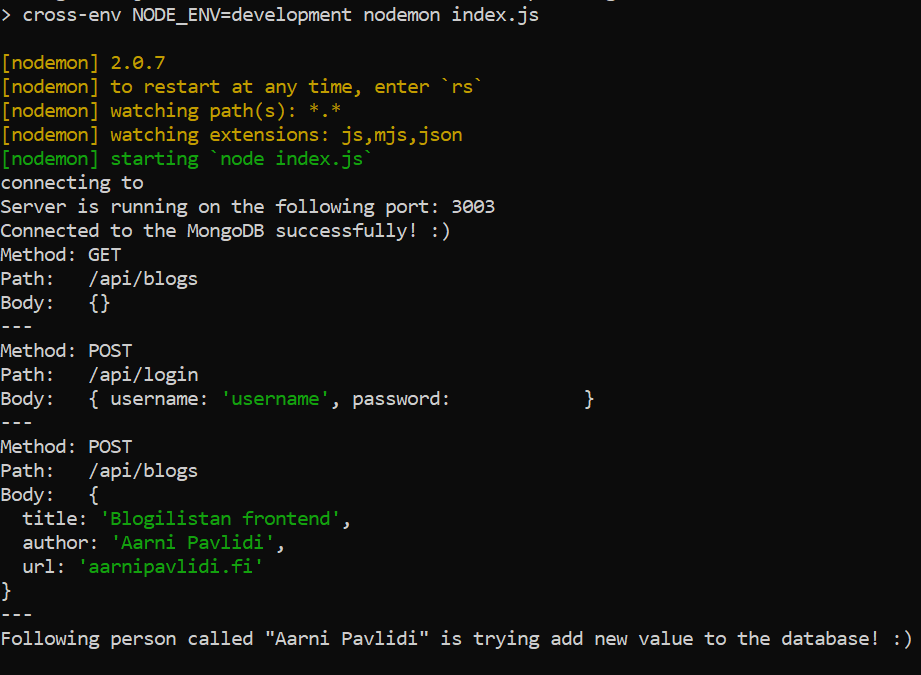 > cross-env NODE_ENV=development nodemon index.js
[nodemon] 2.0.7
[nodemon] to restart at any time, enter `rs`
[nodemon] watching path(s): *.*
[nodemon] watching extensions: js,mjs,json
[nodemon] starting `node index.js`
connecting to
Server is running on the following port: 3003
Connected to the MongoDB successfully! :)
Method: GET
Path:   /api/blogs
Body:   {}
---
Method: POST
Path:   /api/login
Body:   { username: 'username', password:            }
---
Method: POST
Path:   /api/blogs
Body:   {
  title: 'Blogilistan frontend',
  author: 'Aarni Pavlidi',
  url: 'aarnipavlidi.fi'
}
---
Following person called "Aarni Pavlidi" is trying add new value to the database! :)